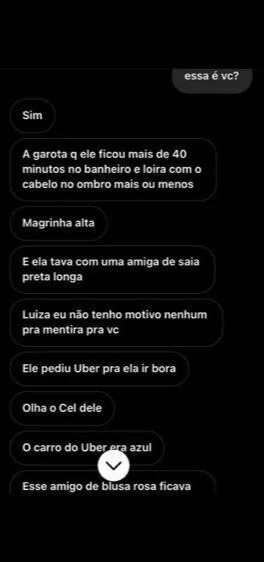 essa é vc?
Sim
A garota q ele ficou mais de 40
minutos no banheiro e loira com o
cabelo no ombro mais ou menos
Magrinha alta
E ela tava com uma amiga de saia
preta longa
Luiza eu não tenho motivo nenhum
pra mentira pra vc
Ele pediu Uber pra ela ir bora
Olha o Cel dele
O carro do Uber era azul
Esse amigo de blusa rosa ficava